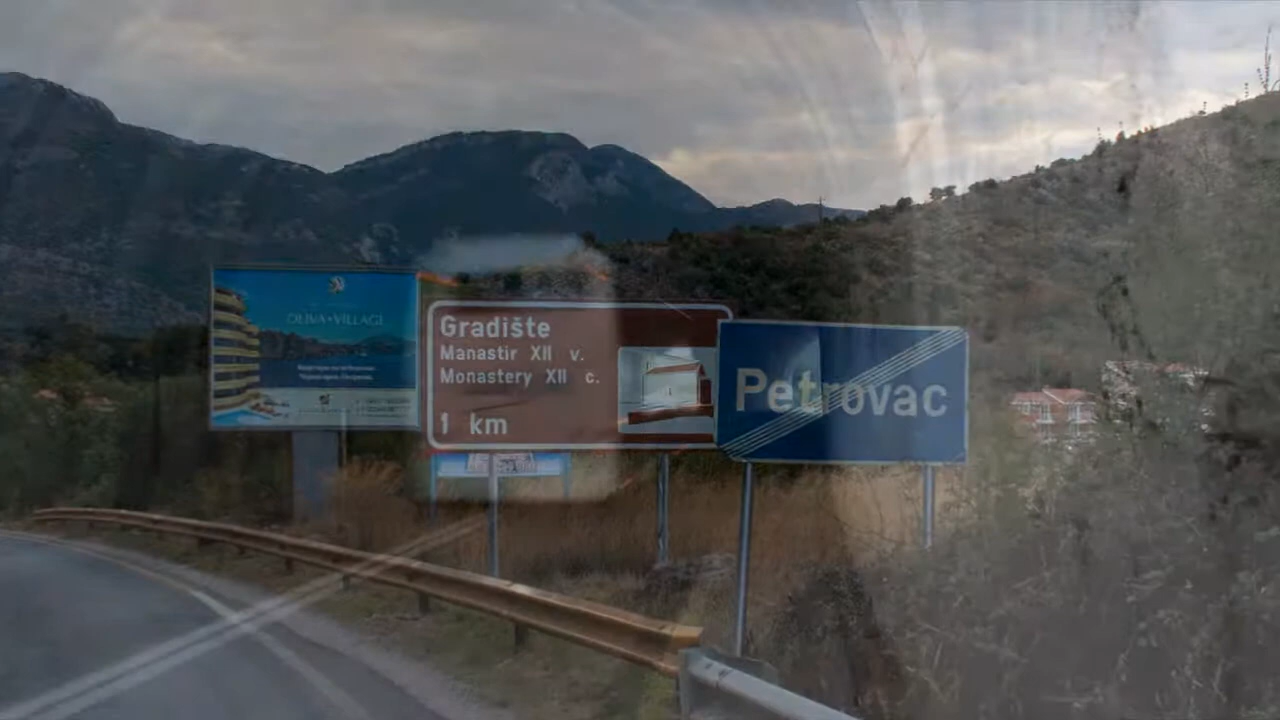 OLIVA VILLAGE
Gradište
Manastir XII v.
Monastery XII c.
1 km
Petrovac